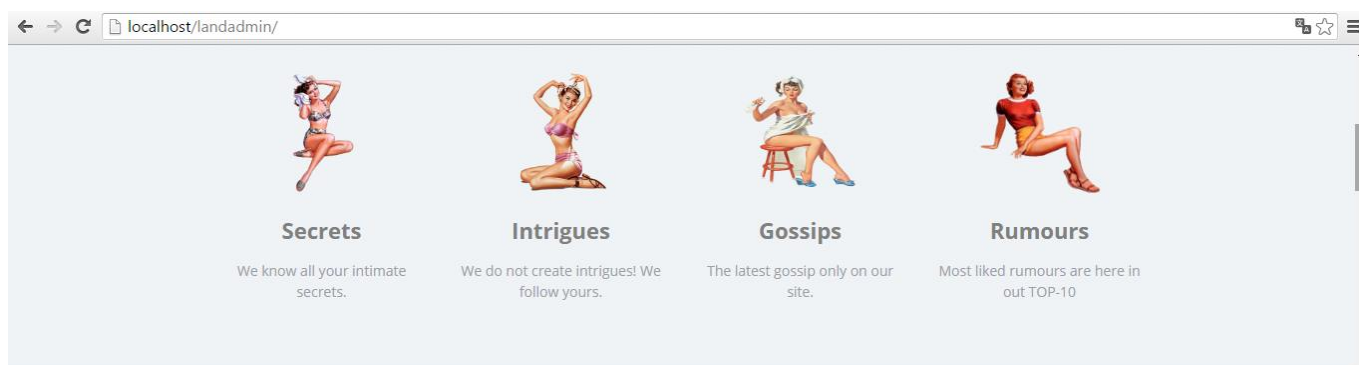 localhost/landadmin/
Secrets
We know all your intimate
secrets.
Intrigues
We do not create intrigues! We
follow yours.
Gossips
The latest gossip only on our
site.
Rumours
Most liked rumours are here in
out TOP-10